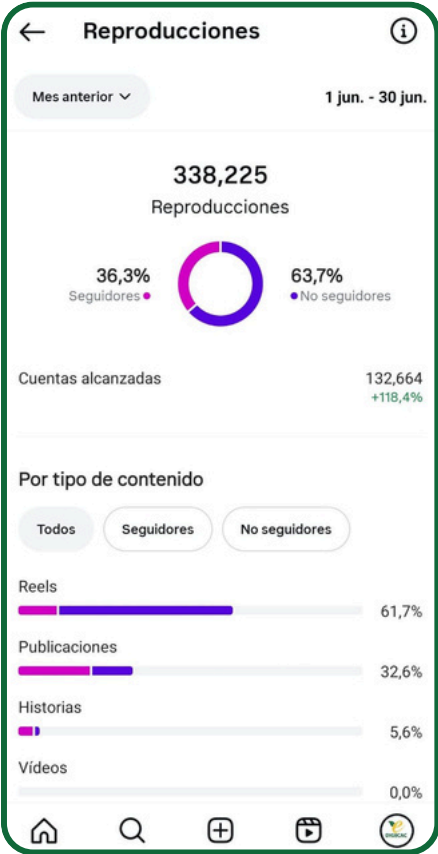 Reproducciones
Mes anterior
1 jun. - 30 jun.
338,225
Reproducciones
36,3%
Seguidores
63,7%
No seguidores
Cuentas alcanzadas
132,664
+118,4%
Por tipo de contenido
Todos
Seguidores
No seguidores
Reels
61,7%
Publicaciones
32,6%
Historias
5,6%
Vídeos
0,0%